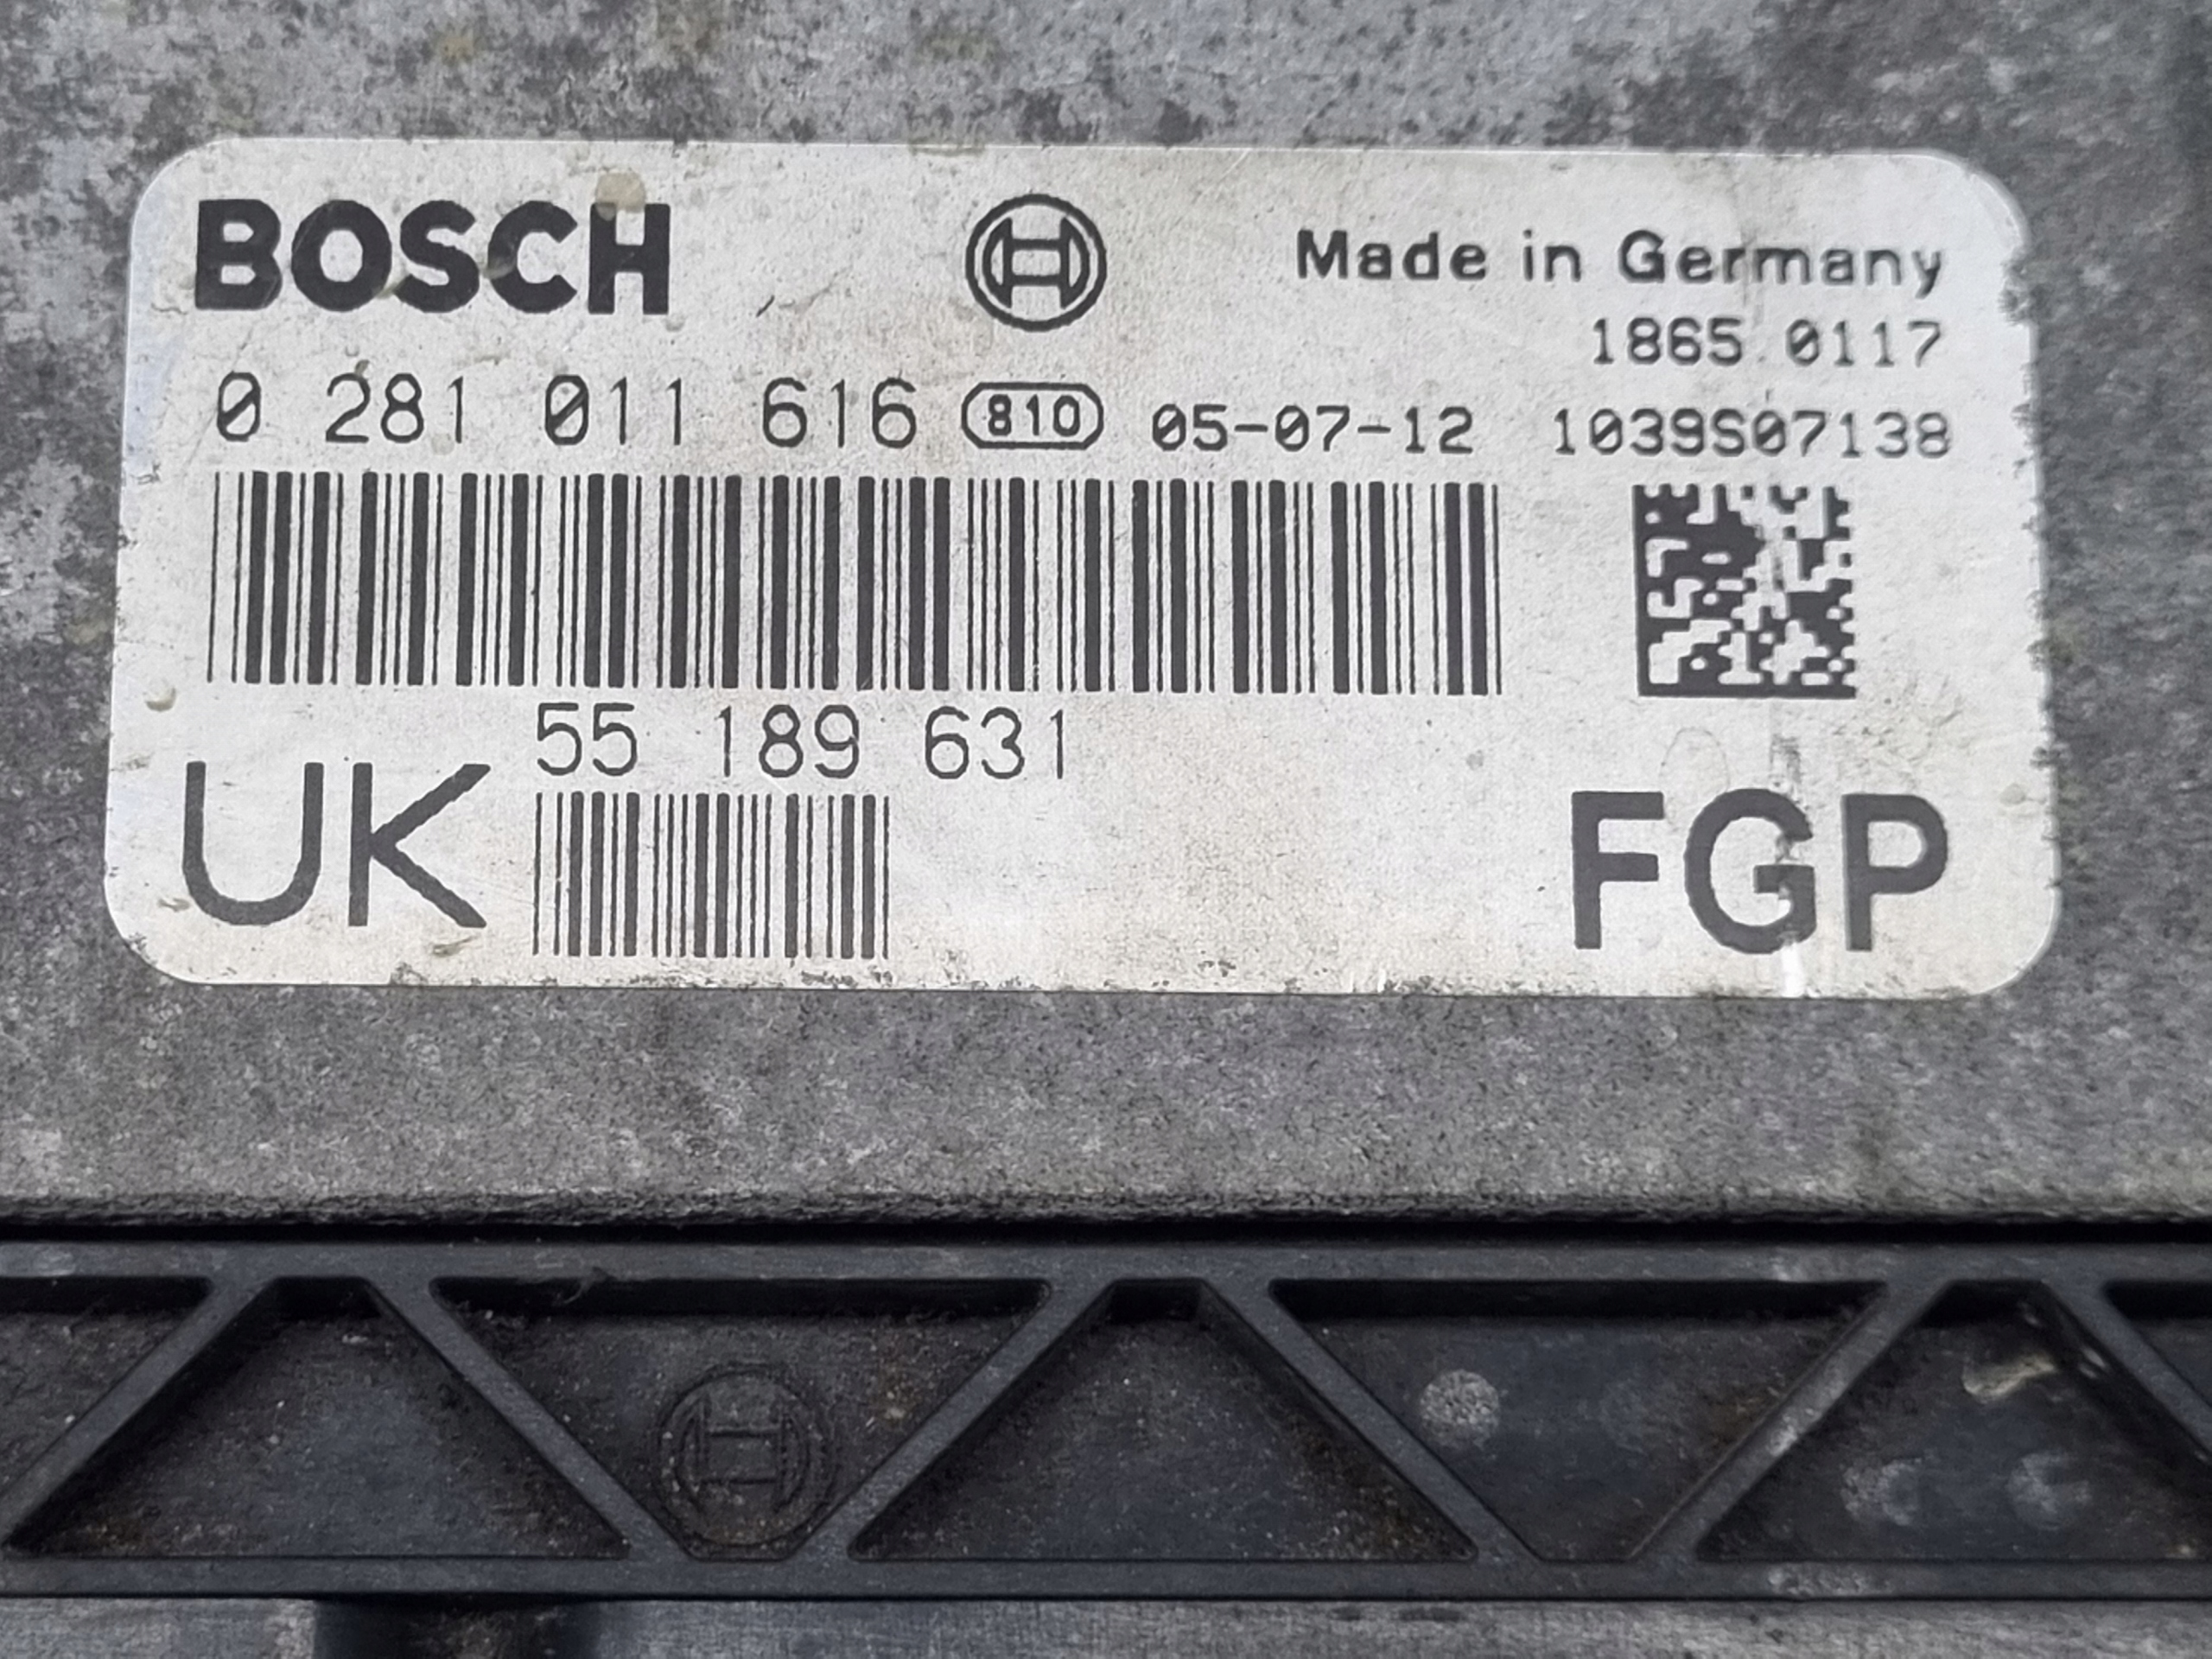 BOSCH Made in Germany
1865 0117
0 281 011 616 810 05-07-12 1039S07138
55 189 631
UK FGP